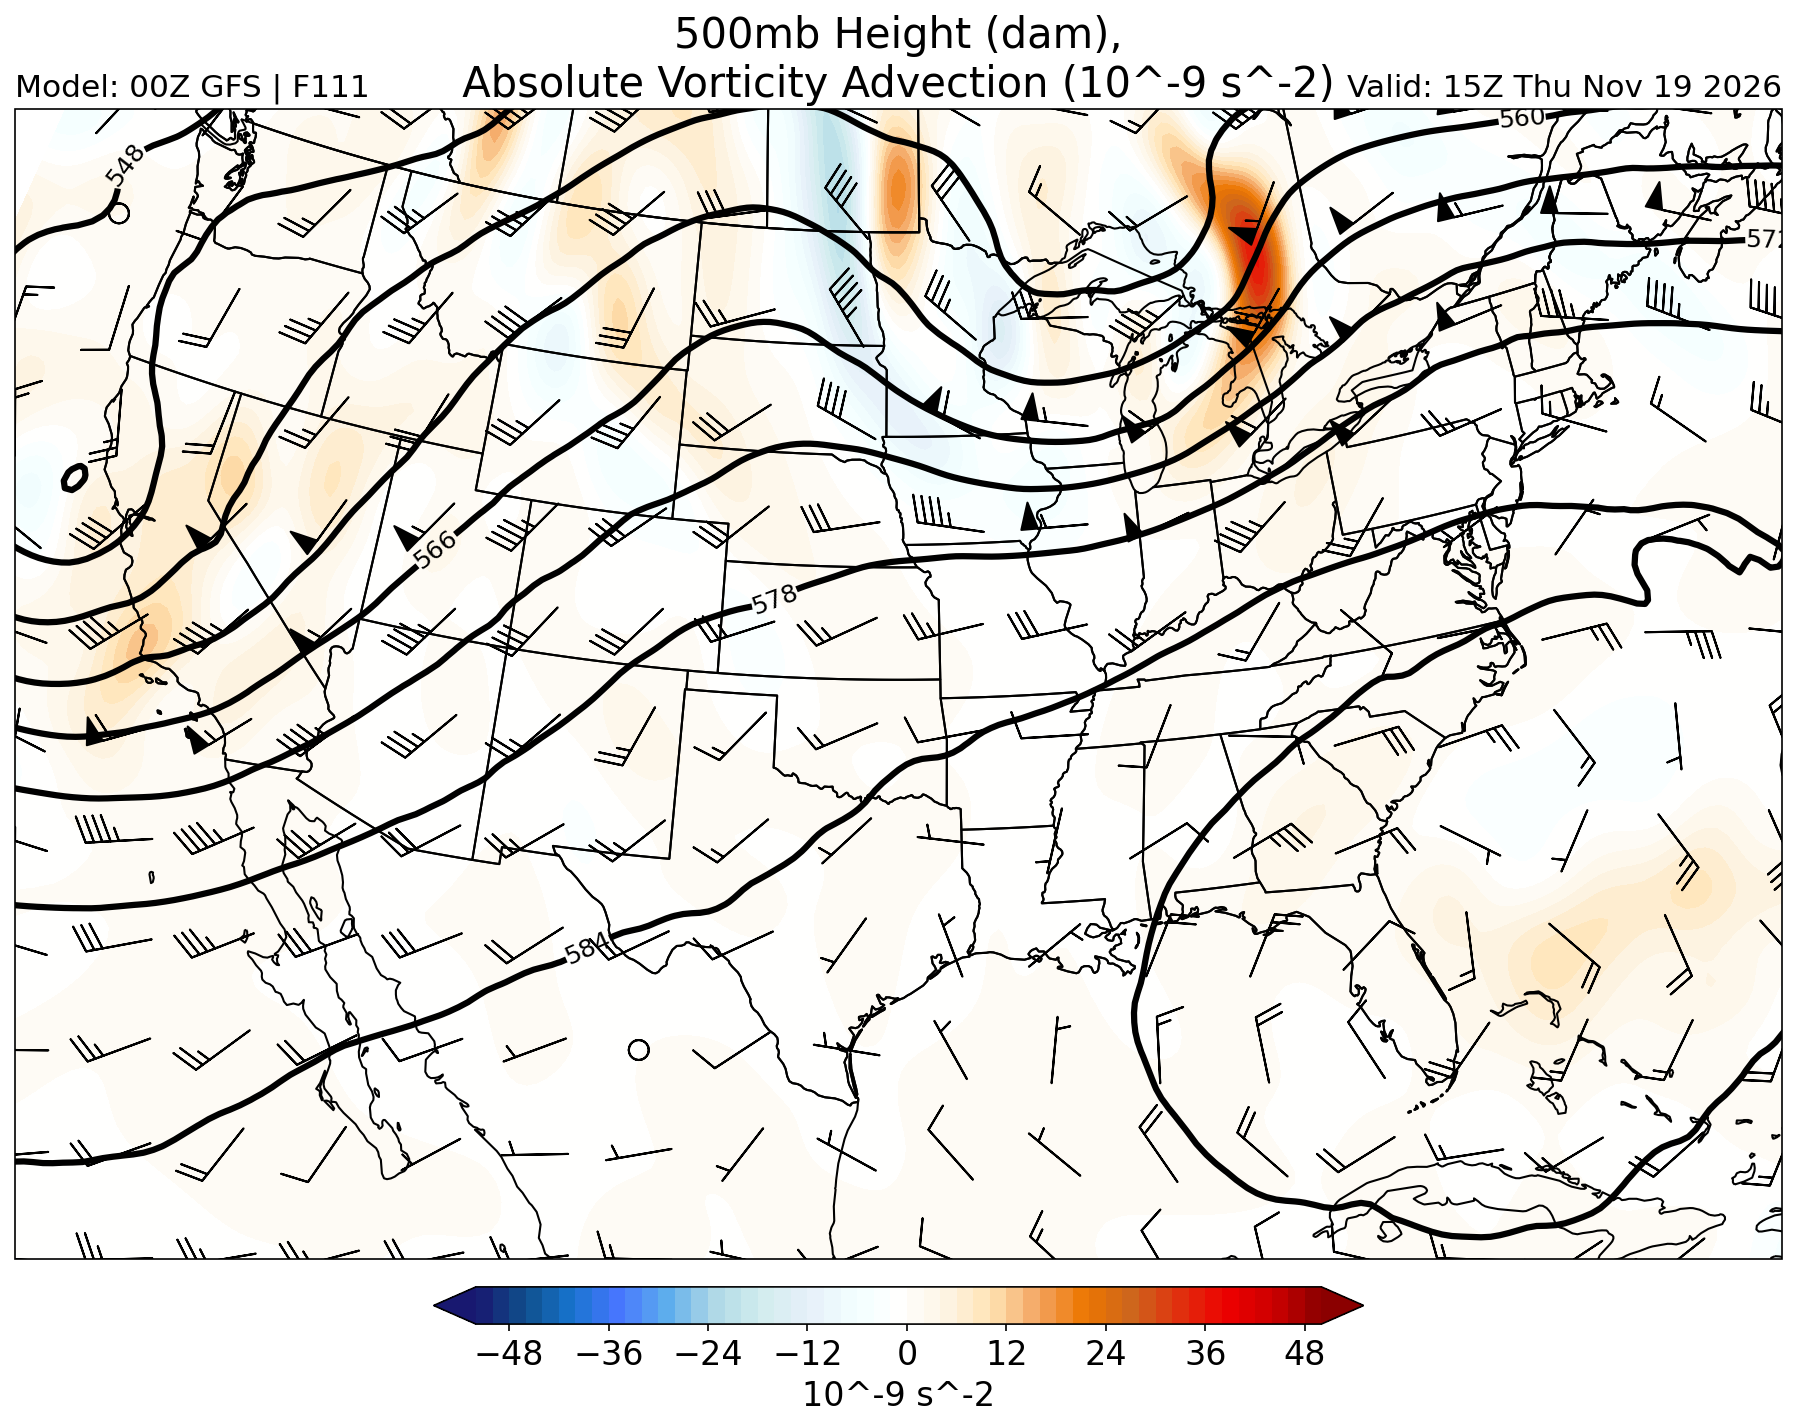 500mb Height (dam),
Model: 00Z GFS | F111
Absolute Vorticity Advection (10^-9 s^-2)
Valid: 15Z Thu Nov 19 2026
548
560
572
566
578
584
−48 −36 −24 −12 0 12 24 36 48
10^-9 s^-2